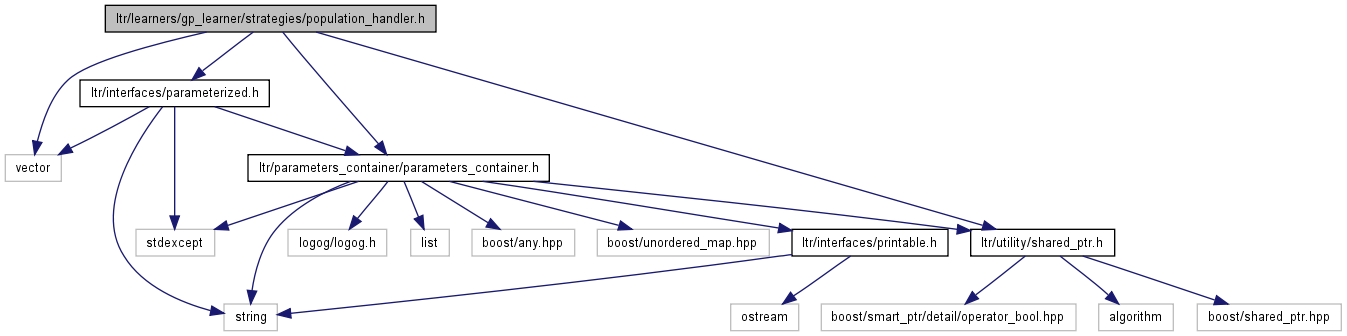 ltr/learners/gp_learner/strategies/population_handler.h
ltr/interfaces/parameterized.h
vector
ltr/parameters_container/parameters_container.h
stdexcept
logog/logog.h
list
boost/any.hpp
boost/unordered_map.hpp
ltr/interfaces/printable.h
ltr/utility/shared_ptr.h
string
ostream
boost/smart_ptr/detail/operator_bool.hpp
algorithm
boost/shared_ptr.hpp